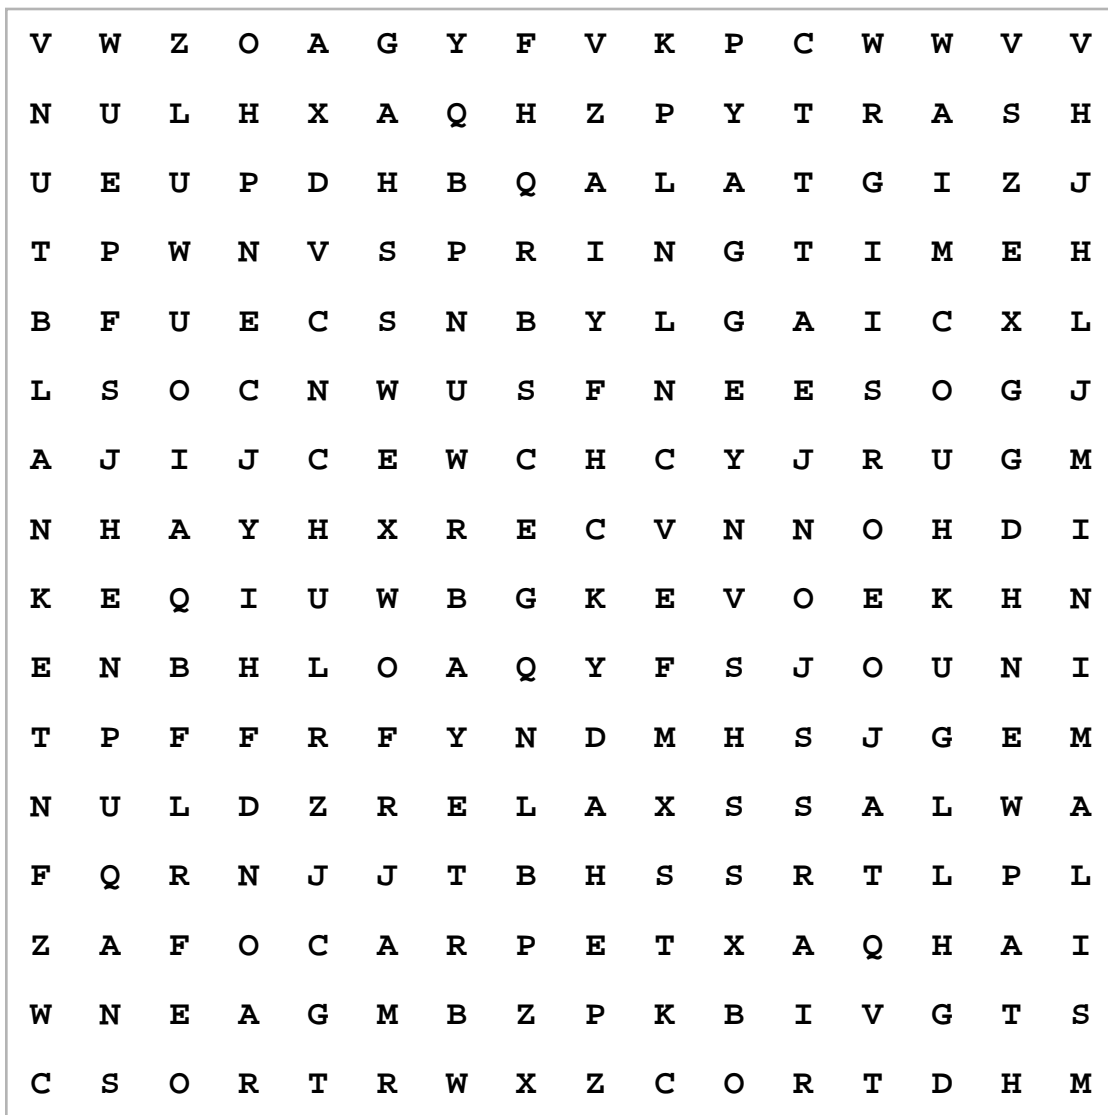 V W Z O A G Y F V K P C W W V V
N U L H X A Q H Z P Y T R A S H
U E U P D H B Q A L A T G I Z J
T P W N V S P R I N G T I M E H
B F U E C S N B Y L G A I C X L
L S O C N W U S F N E E S O G J
A J I J C E W C H C Y J R U G M
N H A Y H X R E C V N N O H D I
K E Q I U W B G K E V O E K H N
E N B H L O A Q Y F S J O U N I
T P F F R F Y N D M H S J G E M
N U L D Z R E L A X S S A L W A
F Q R N J J T B H S S R T L P L
Z A F O C A R P E T X A Q H A I
W N E A G M B Z P K B I V G T S
C S O R T R W X Z C O R T D H M